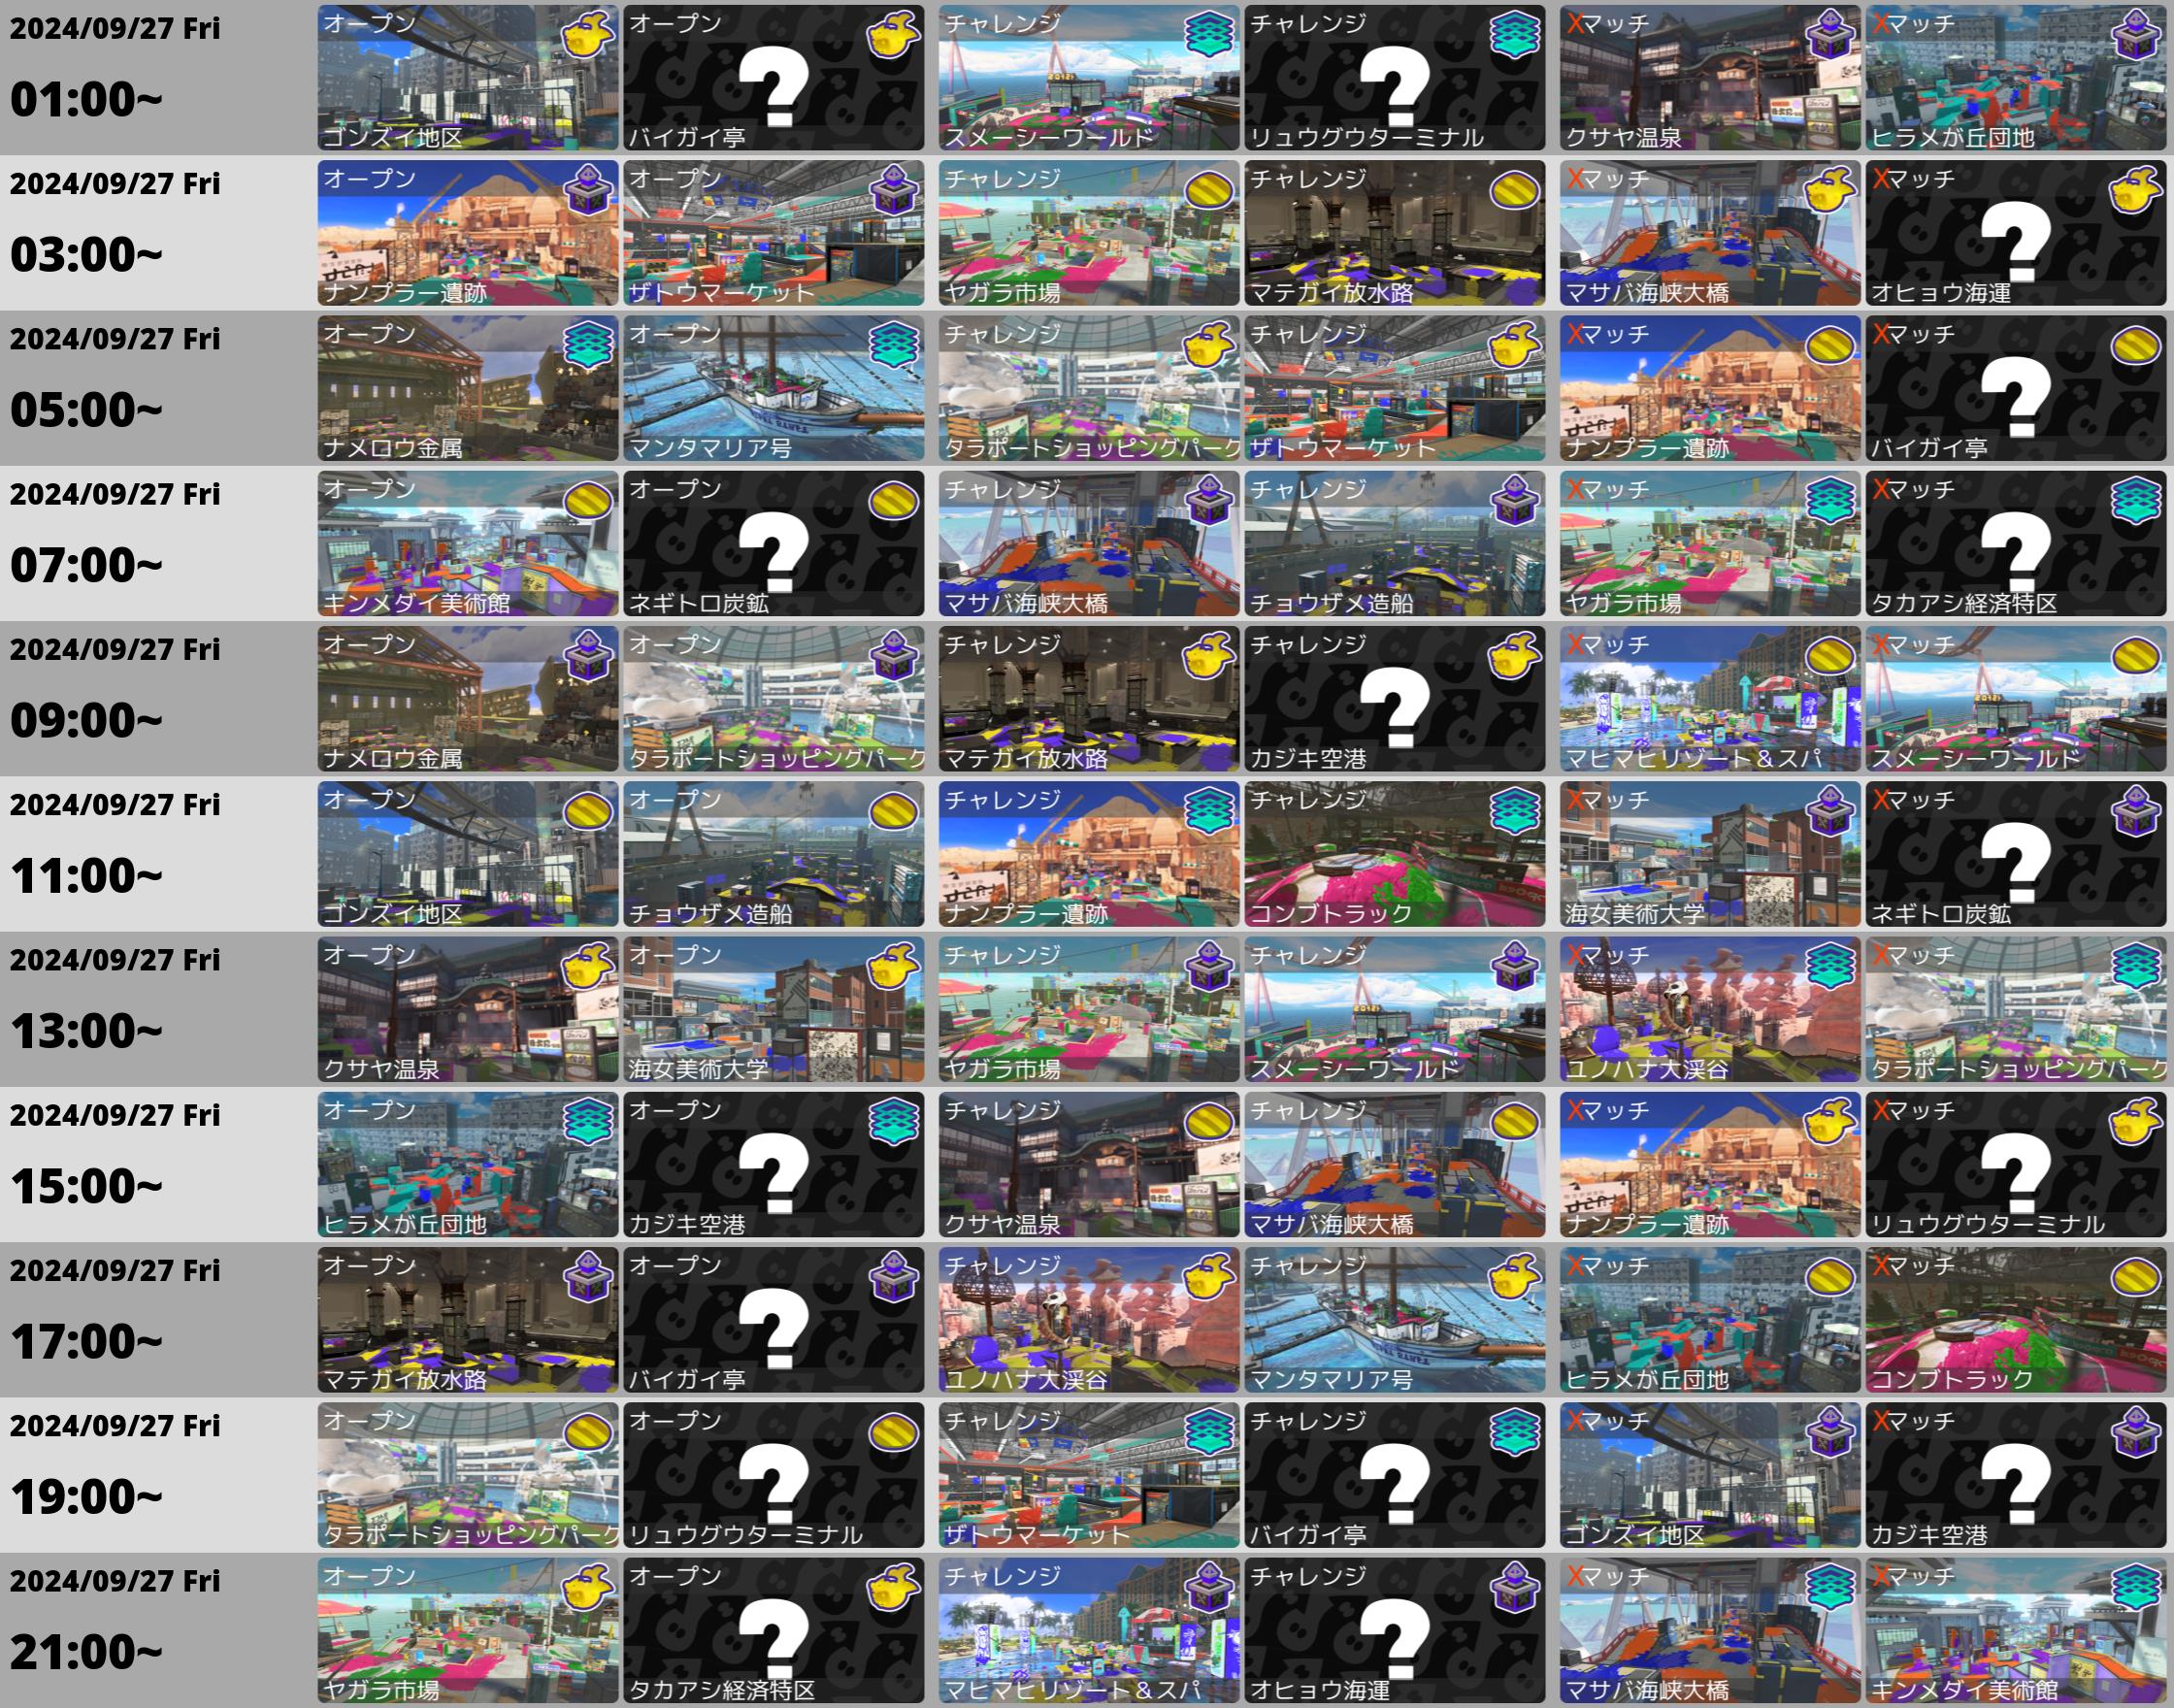 2024/09/27 Fri
01:00~
オープン
ゴンズイ地区
オープン
バイガイ亭
チャレンジ
スメーシーワールド
チャレンジ
リュウグウターミナル
Xマッチ
クサヤ温泉
Xマッチ
ヒラメが丘団地
2024/09/27 Fri
03:00~
オープン
ナンプラー遺跡
オープン
ザトウマーケット
チャレンジ
ヤガラ市場
チャレンジ
マテガイ放水路
Xマッチ
マサバ海峡大橋
Xマッチ
オヒョウ海運
2024/09/27 Fri
05:00~
オープン
ナメロウ金属
オープン
マンタマリア号
チャレンジ
タラポートショッピングパーク
チャレンジ
ザトウマーケット
Xマッチ
ナンプラー遺跡
Xマッチ
バイガイ亭
2024/09/27 Fri
07:00~
オープン
キンメダイ美術館
オープン
ネギトロ炭鉱
チャレンジ
マサバ海峡大橋
チャレンジ
チョウザメ造船
Xマッチ
ヤガラ市場
Xマッチ
タカアシ経済特区
2024/09/27 Fri
09:00~
オープン
ナメロウ金属
オープン
タラポートショッピングパーク
チャレンジ
マテガイ放水路
チャレンジ
カジキ空港
Xマッチ
マヒマヒリゾート&スパ
Xマッチ
スメーシーワールド
2024/09/27 Fri
11:00~
オープン
ゴンズイ地区
オープン
チョウザメ造船
チャレンジ
ナンプラー遺跡
チャレンジ
コンブトラック
Xマッチ
海女美術大学
Xマッチ
ネギトロ炭鉱
2024/09/27 Fri
13:00~
オープン
クサヤ温泉
オープン
海女美術大学
チャレンジ
ヤガラ市場
チャレンジ
スメーシーワールド
Xマッチ
ユノハナ大渓谷
Xマッチ
タラポートショッピングパーク
2024/09/27 Fri
15:00~
オープン
ヒラメが丘団地
オープン
カジキ空港
チャレンジ
クサヤ温泉
チャレンジ
マサバ海峡大橋
Xマッチ
ナンプラー遺跡
Xマッチ
リュウグウターミナル
2024/09/27 Fri
17:00~
オープン
マテガイ放水路
オープン
バイガイ亭
チャレンジ
ユノハナ大渓谷
チャレンジ
マンタマリア号
Xマッチ
ヒラメが丘団地
Xマッチ
コンブトラック
2024/09/27 Fri
19:00~
オープン
タラポートショッピングパーク
オープン
リュウグウターミナル
チャレンジ
ザトウマーケット
チャレンジ
バイガイ亭
Xマッチ
ゴンズイ地区
Xマッチ
カジキ空港
2024/09/27 Fri
21:00~
オープン
ヤガラ市場
オープン
タカアシ経済特区
チャレンジ
マヒマヒリゾート&スパ
チャレンジ
オヒョウ海運
Xマッチ
マサバ海峡大橋
Xマッチ
キンメダイ美術館